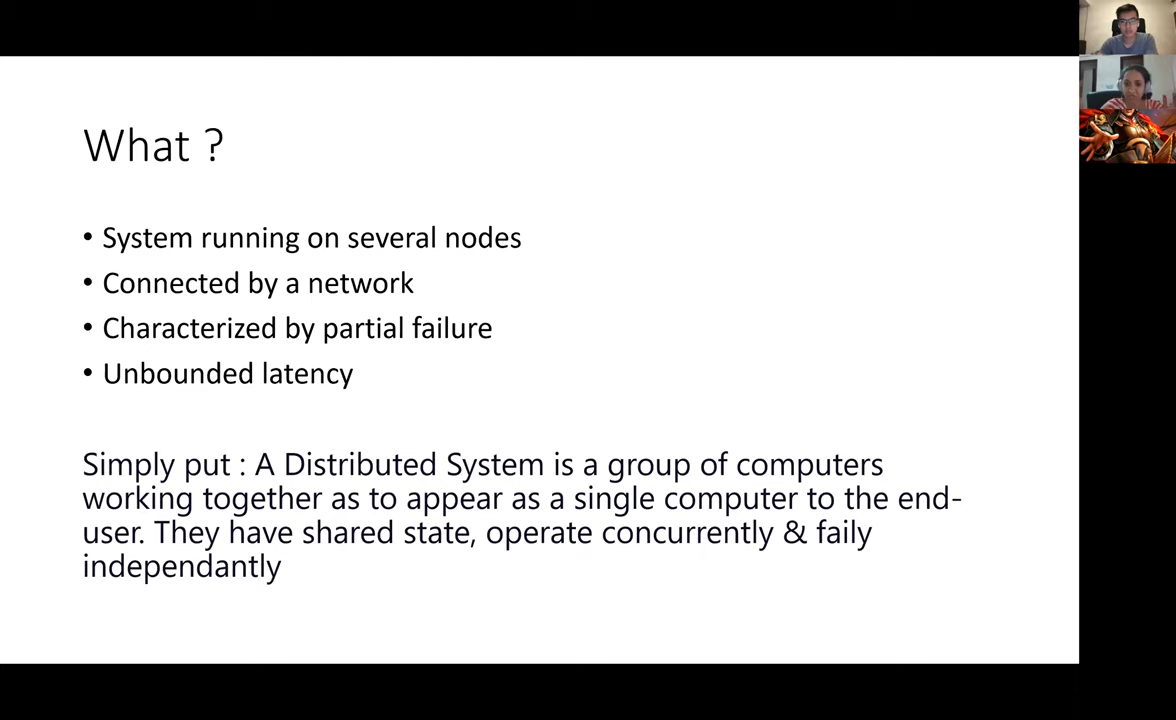 What ?
• System running on several nodes
• Connected by a network
• Characterized by partial failure
• Unbounded latency
Simply put : A Distributed System is a group of computers
working together as to appear as a single computer to the end-
user. They have shared state, operate concurrently & faily
independantly